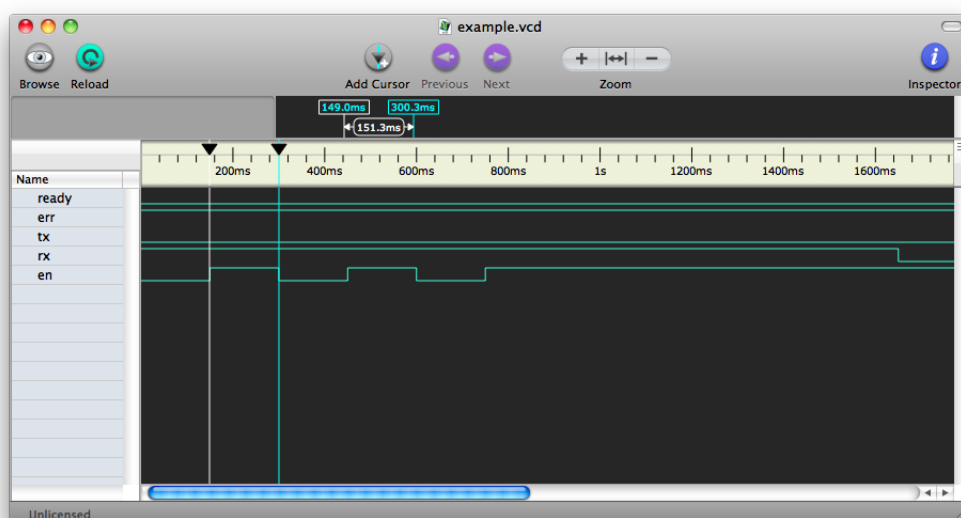 example.vcd
Browse Reload Add Cursor Previous Next Zoom Inspector
149.0ms 300.3ms
151.3ms
200ms 400ms 600ms 800ms 1s 1200ms 1400ms 1600ms
Name
ready
err
tx
rx
en
Unlicensed